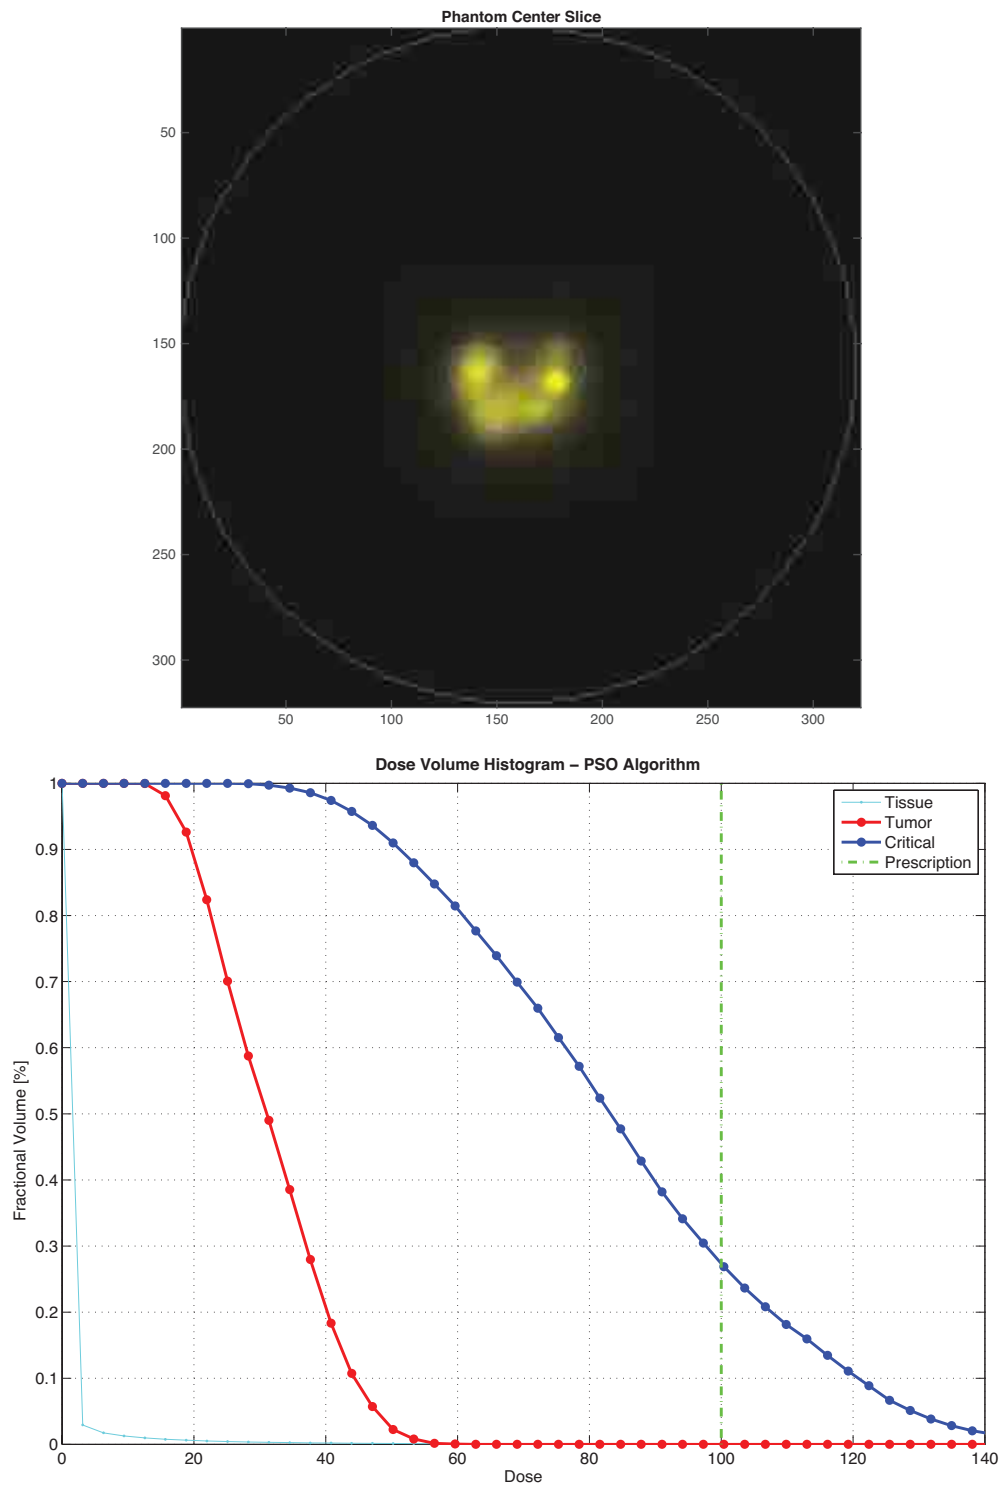 Phantom Center Slice
50
100
150
200
250
300
50 100 150 200 250 300
Dose Volume Histogram – PSO Algorithm
Tissue
Tumor
Critical
Prescription
1
0.9
0.8
0.7
0.6
0.5
0.4
0.3
0.2
0.1
0
Fractional Volume [%]
0 20 40 60 80 100 120 140
Dose